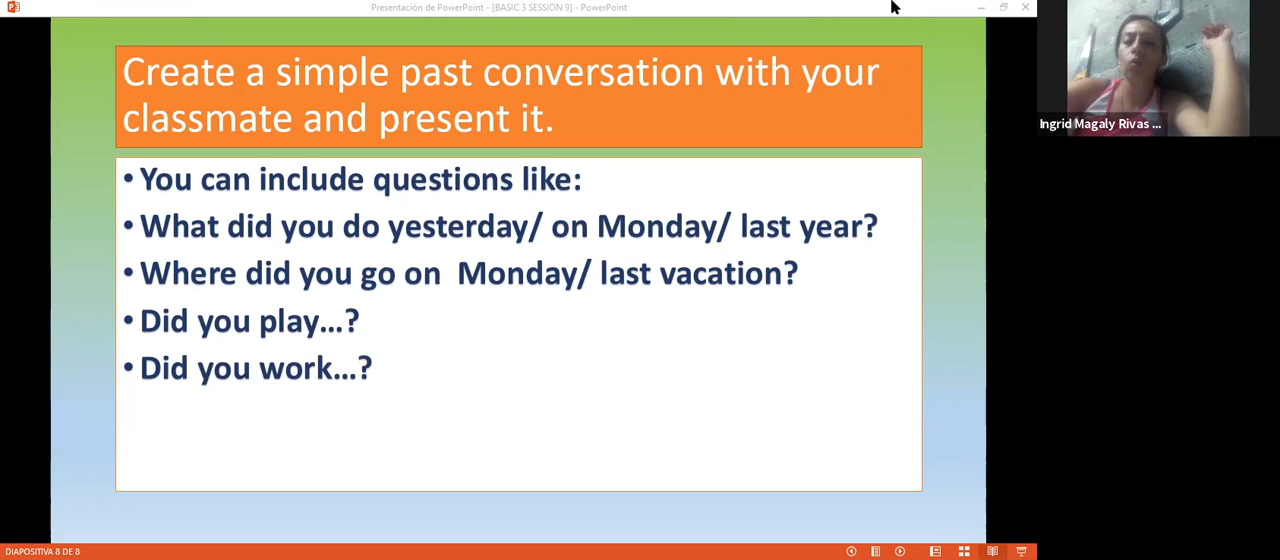 Presentación de PowerPoint - [BASIC 3 SESSION 9] - PowerPoint
Create a simple past conversation with your
classmate and present it.
• You can include questions like:
• What did you do yesterday/ on Monday/ last year?
• Where did you go on  Monday/ last vacation?
• Did you play...?
• Did you work...?
Ingrid Magaly Rivas ...
DIAPOSITIVA 8 DE 8